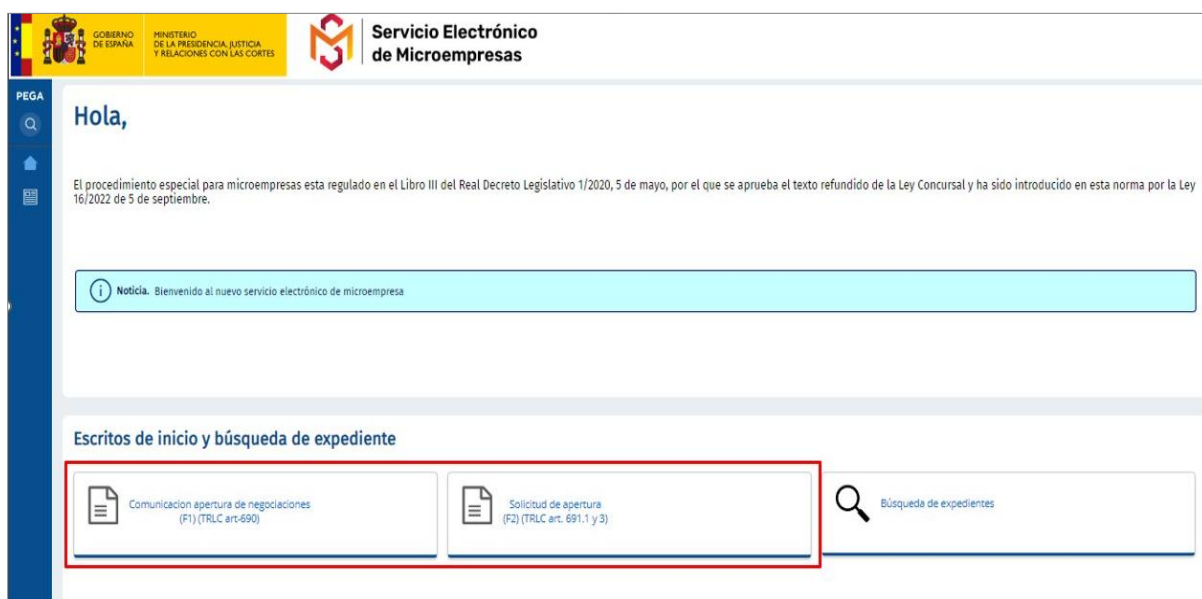 GOBIERNO
DE ESPAÑA
MINISTERIO
DE LA PRESIDENCIA, JUSTICIA
Y RELACIONES CON LAS CORTES
Servicio Electrónico
de Microempresas
PEGA
Hola,
El procedimiento especial para microempresas esta regulado en el Libro III del Real Decreto Legislativo 1/2020, 5 de mayo, por el que se aprueba el texto refundido de la Ley Concursal y ha sido introducido en esta norma por la Ley
16/2022 de 5 de septiembre.
Noticia. Bienvenido al nuevo servicio electrónico de microempresa
Escritos de inicio y búsqueda de expediente
Comunicacion apertura de negociaciones
(F1) (TRLC art-690)
Solicitud de apertura
(F2) (TRLC art. 691.1 y 3)
Búsqueda de expedientes